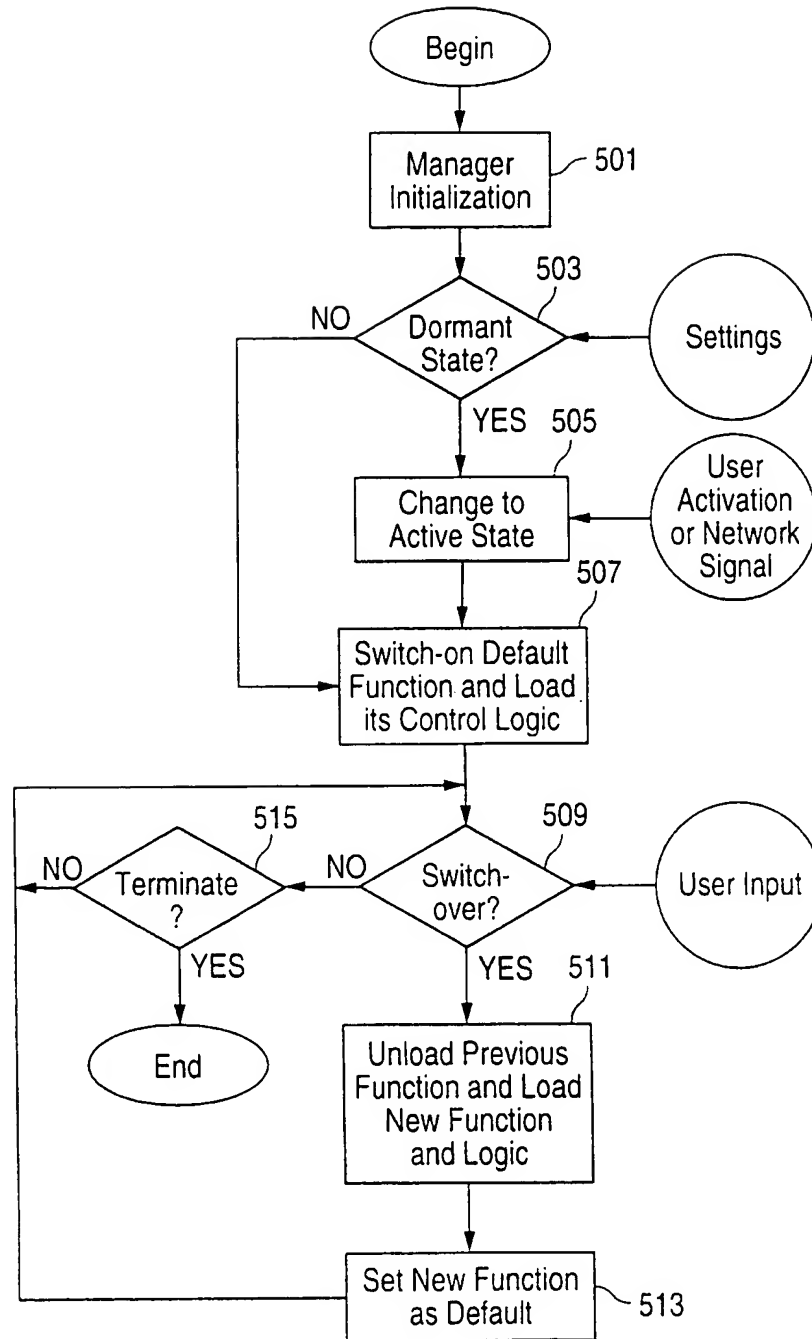 Begin
Manager
Initialization
501
503
NO
Dormant
State?
Settings
YES
505
Change to
Active State
User
Activation
or Network
Signal
507
Switch-on Default
Function and Load
its Control Logic
515
509
NO
Terminate
?
NO
Switch-
over?
User Input
YES
YES
511
End
Unload Previous
Function and Load
New Function
and Logic
Set New Function
as Default
513